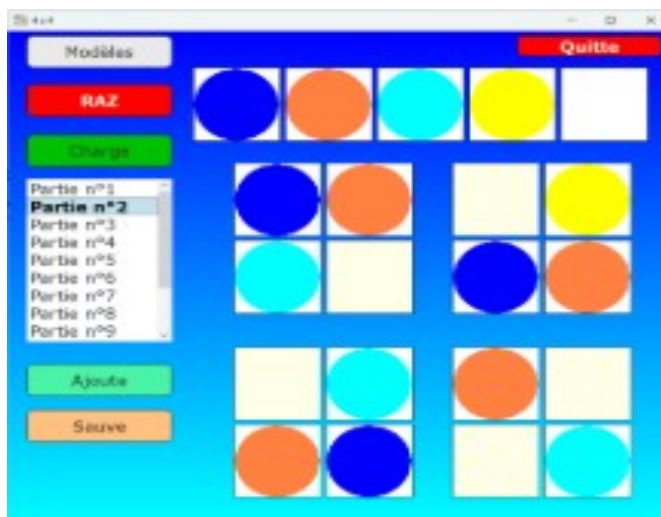 4x4
Modèles
Quitte
RAZ
Charge
Partie n°1
Partie n°2
Partie n°3
Partie n°4
Partie n°5
Partie n°6
Partie n°7
Partie n°8
Partie n°9
Ajoute
Sauve